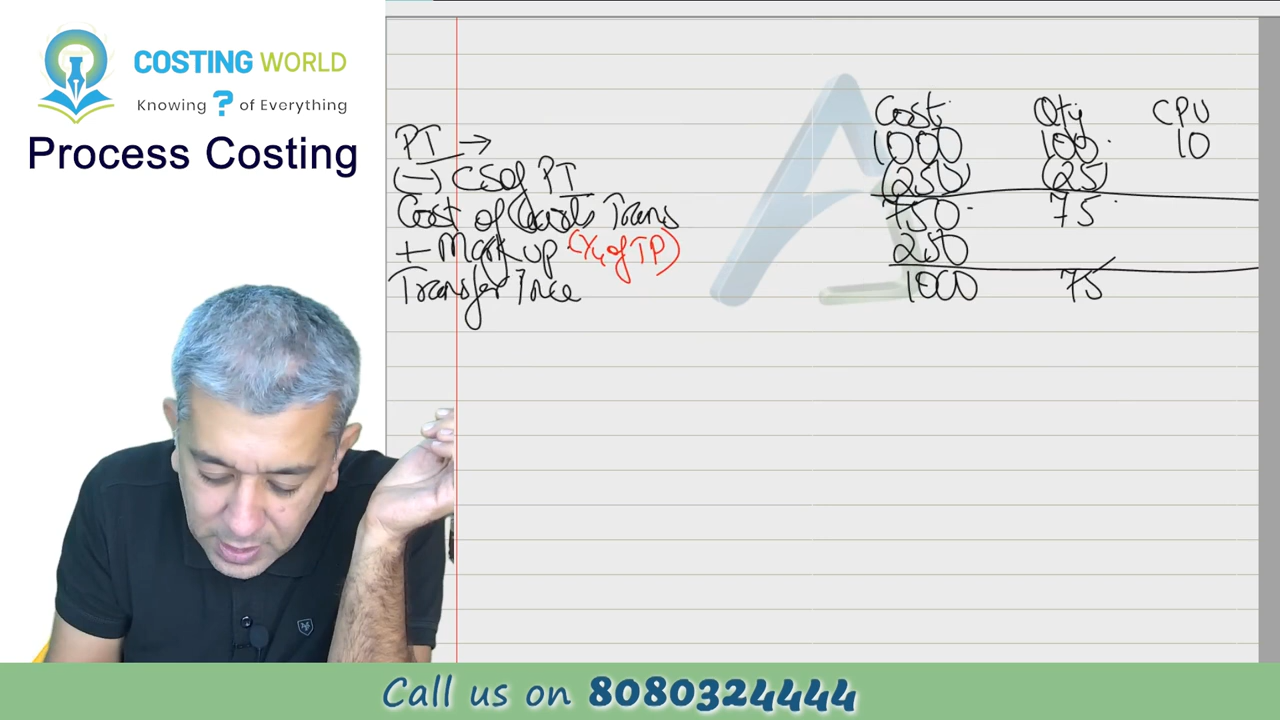 COSTING WORLD
Knowing ? of Everything
Process Costing
Cost Qty CPU
PT → 1000 100 10
(-) CS of PT (250) (25)
Cost of Goods Trans 750 75
+ Mark up (¼ of TP) 250
Transfer Price 1000 75
Call us on 8080324444